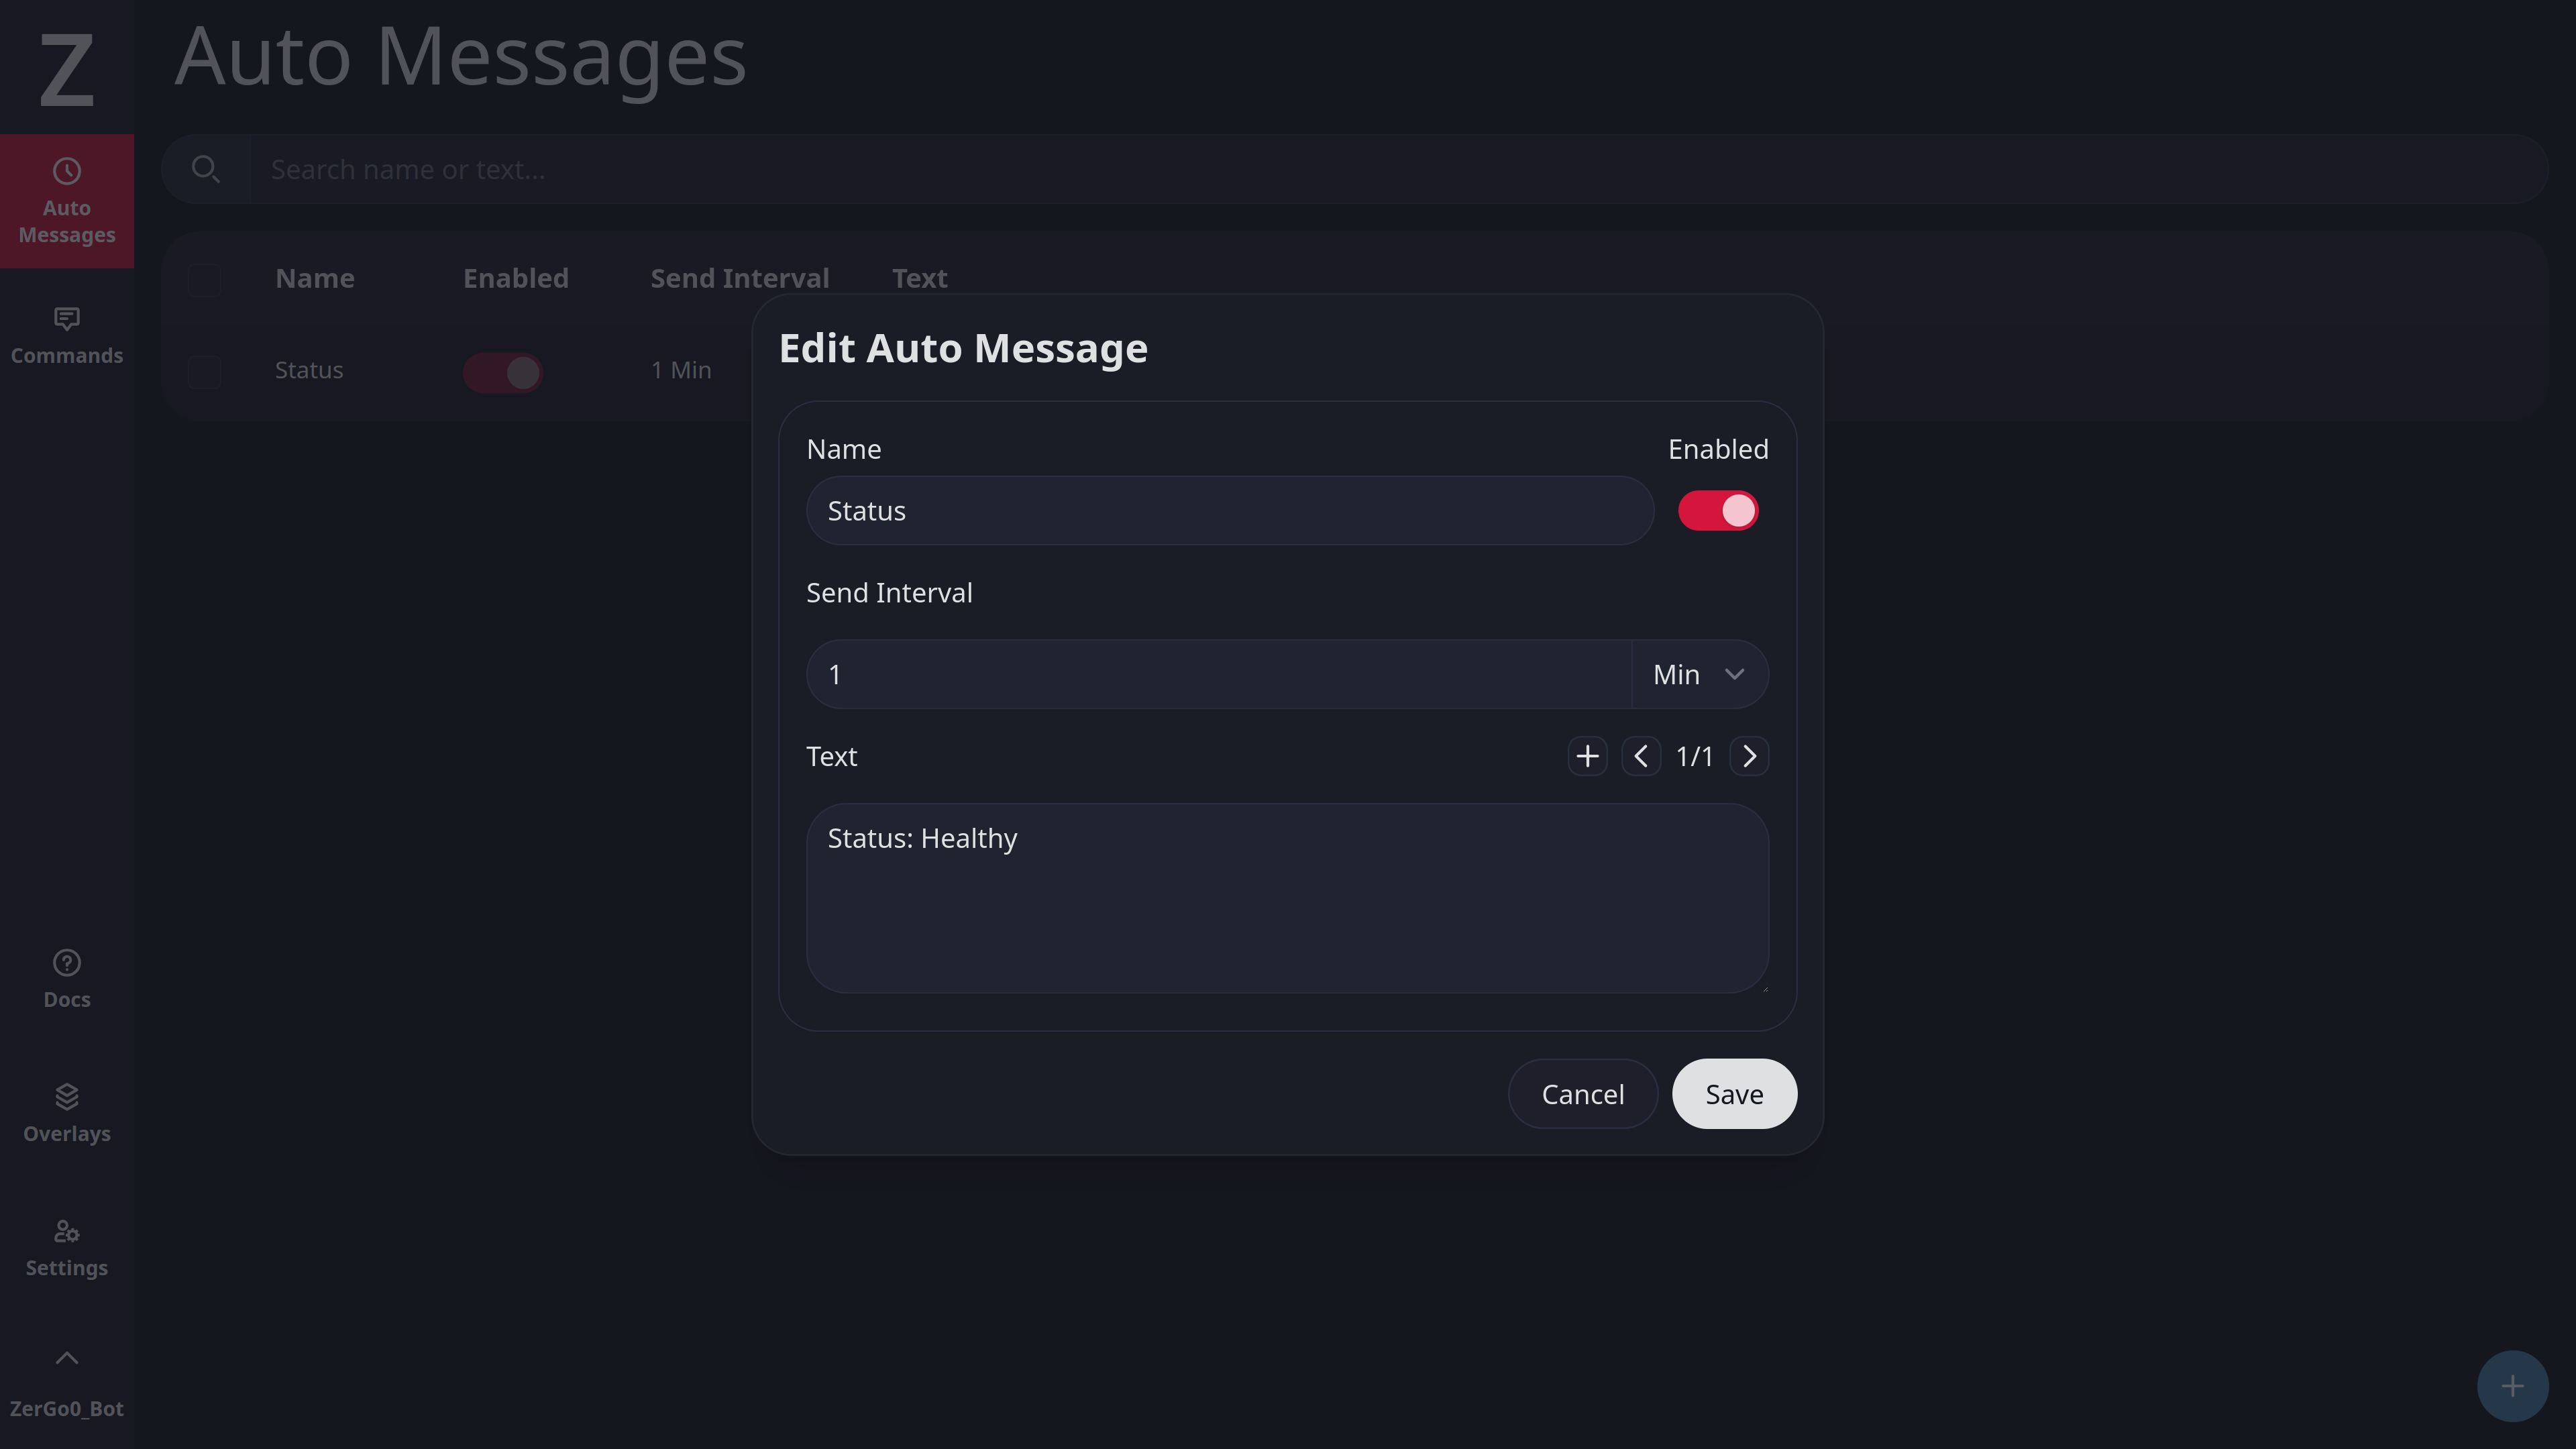 Z
Auto Messages
Auto
Messages
Commands
Docs
Overlays
Settings
ZerGo0_Bot
Search name or text...
Name Enabled Send Interval Text
Status 1 Min
Edit Auto Message
Name Enabled
Status
Send Interval
1 Min
Text 1/1
Status: Healthy
Cancel Save